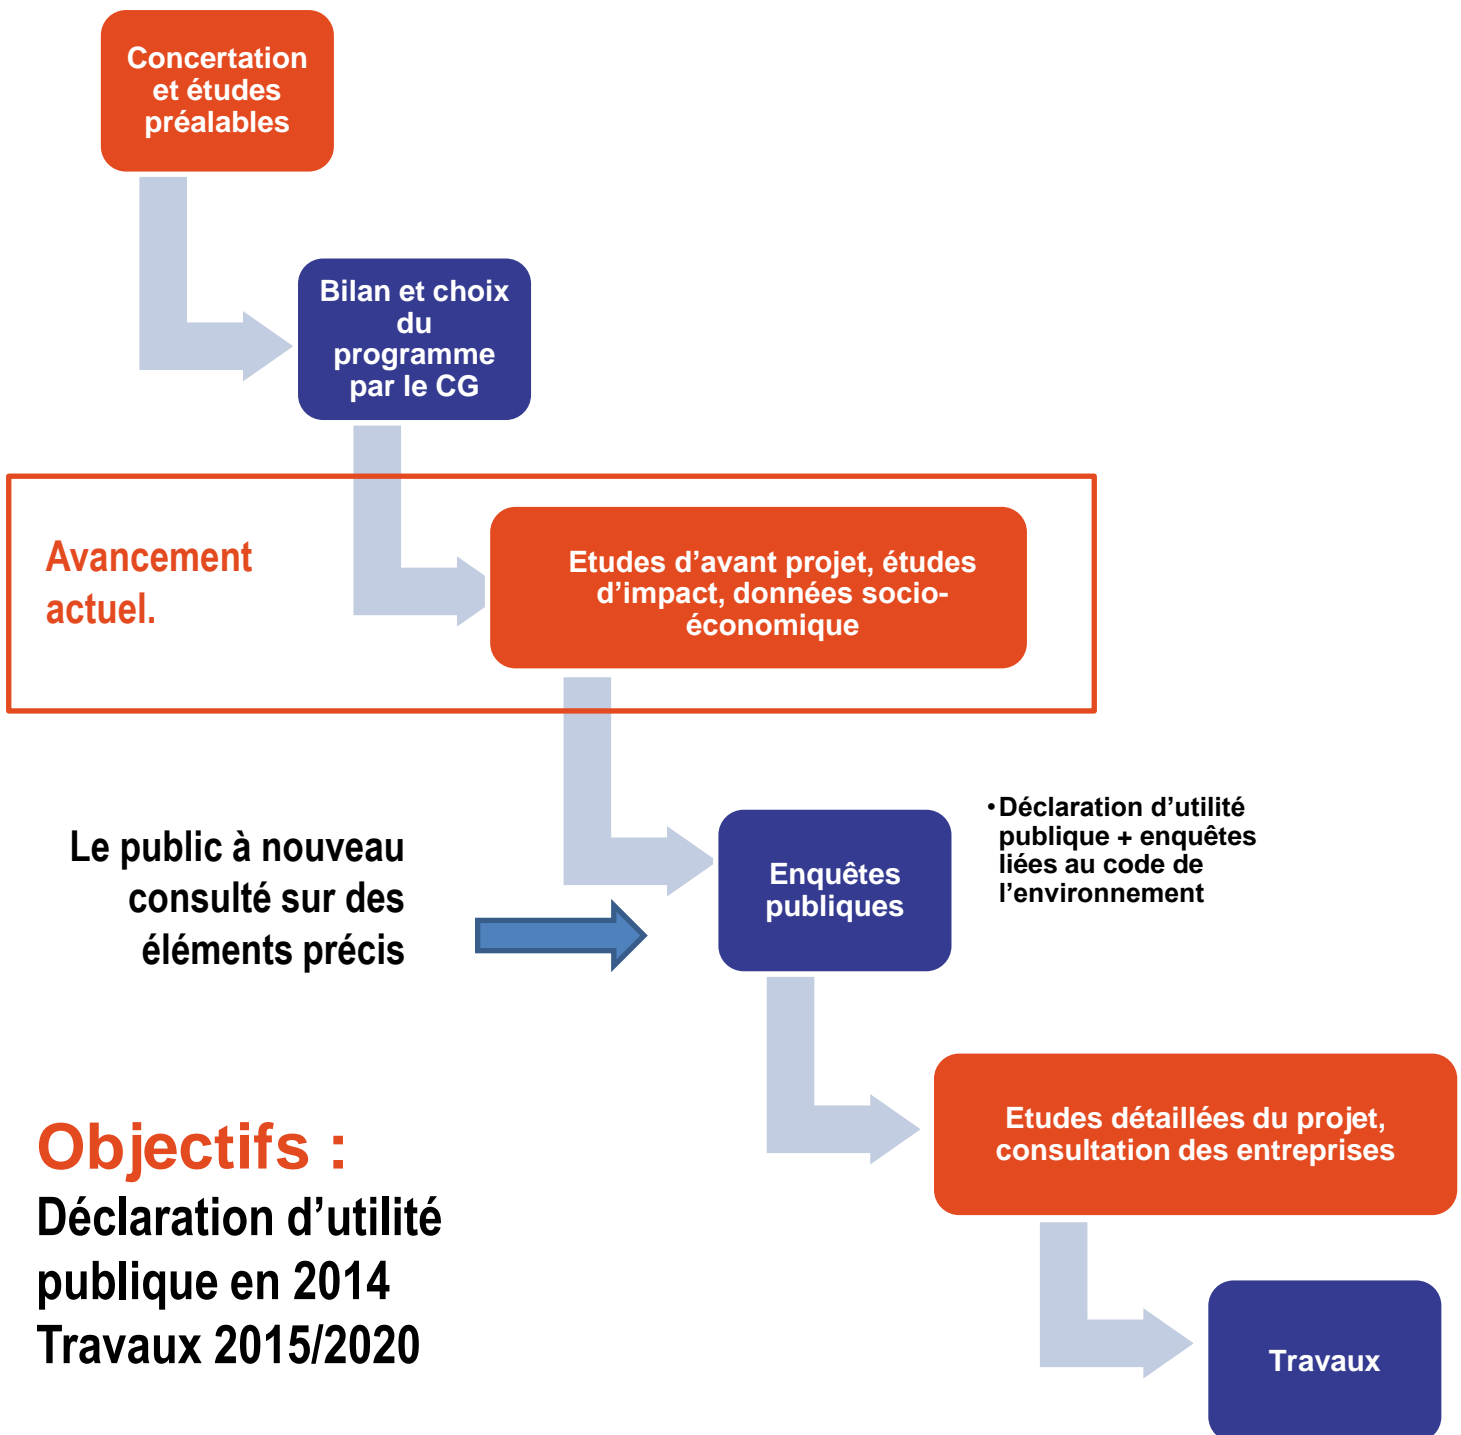 Concertation
et études
préalables
Bilan et choix
du
programme
par le CG
Avancement
actuel.
Etudes d’avant projet, études
d’impact, données socio-
économique
Le public à nouveau
consulté sur des
éléments précis
Enquêtes
publiques
•Déclaration d’utilité
publique + enquêtes
liées au code de
l’environnement
Etudes détaillées du projet,
consultation des entreprises
Objectifs :
Déclaration d’utilité
publique en 2014
Travaux 2015/2020
Travaux